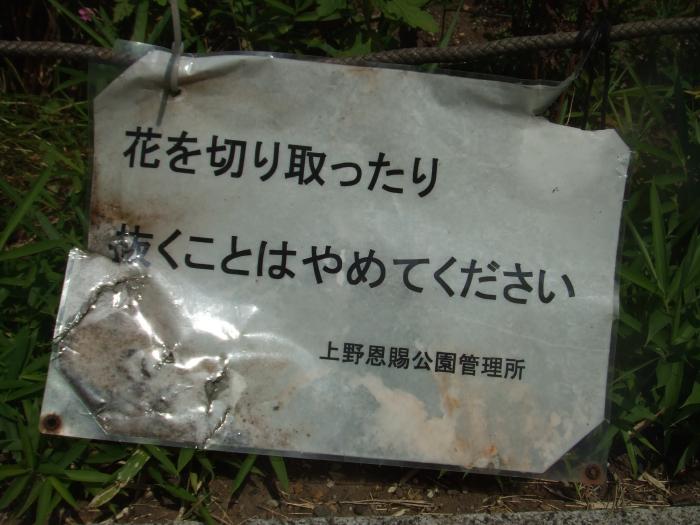 花を切り取ったり
抜くことはやめてください
上野恩賜公園管理所